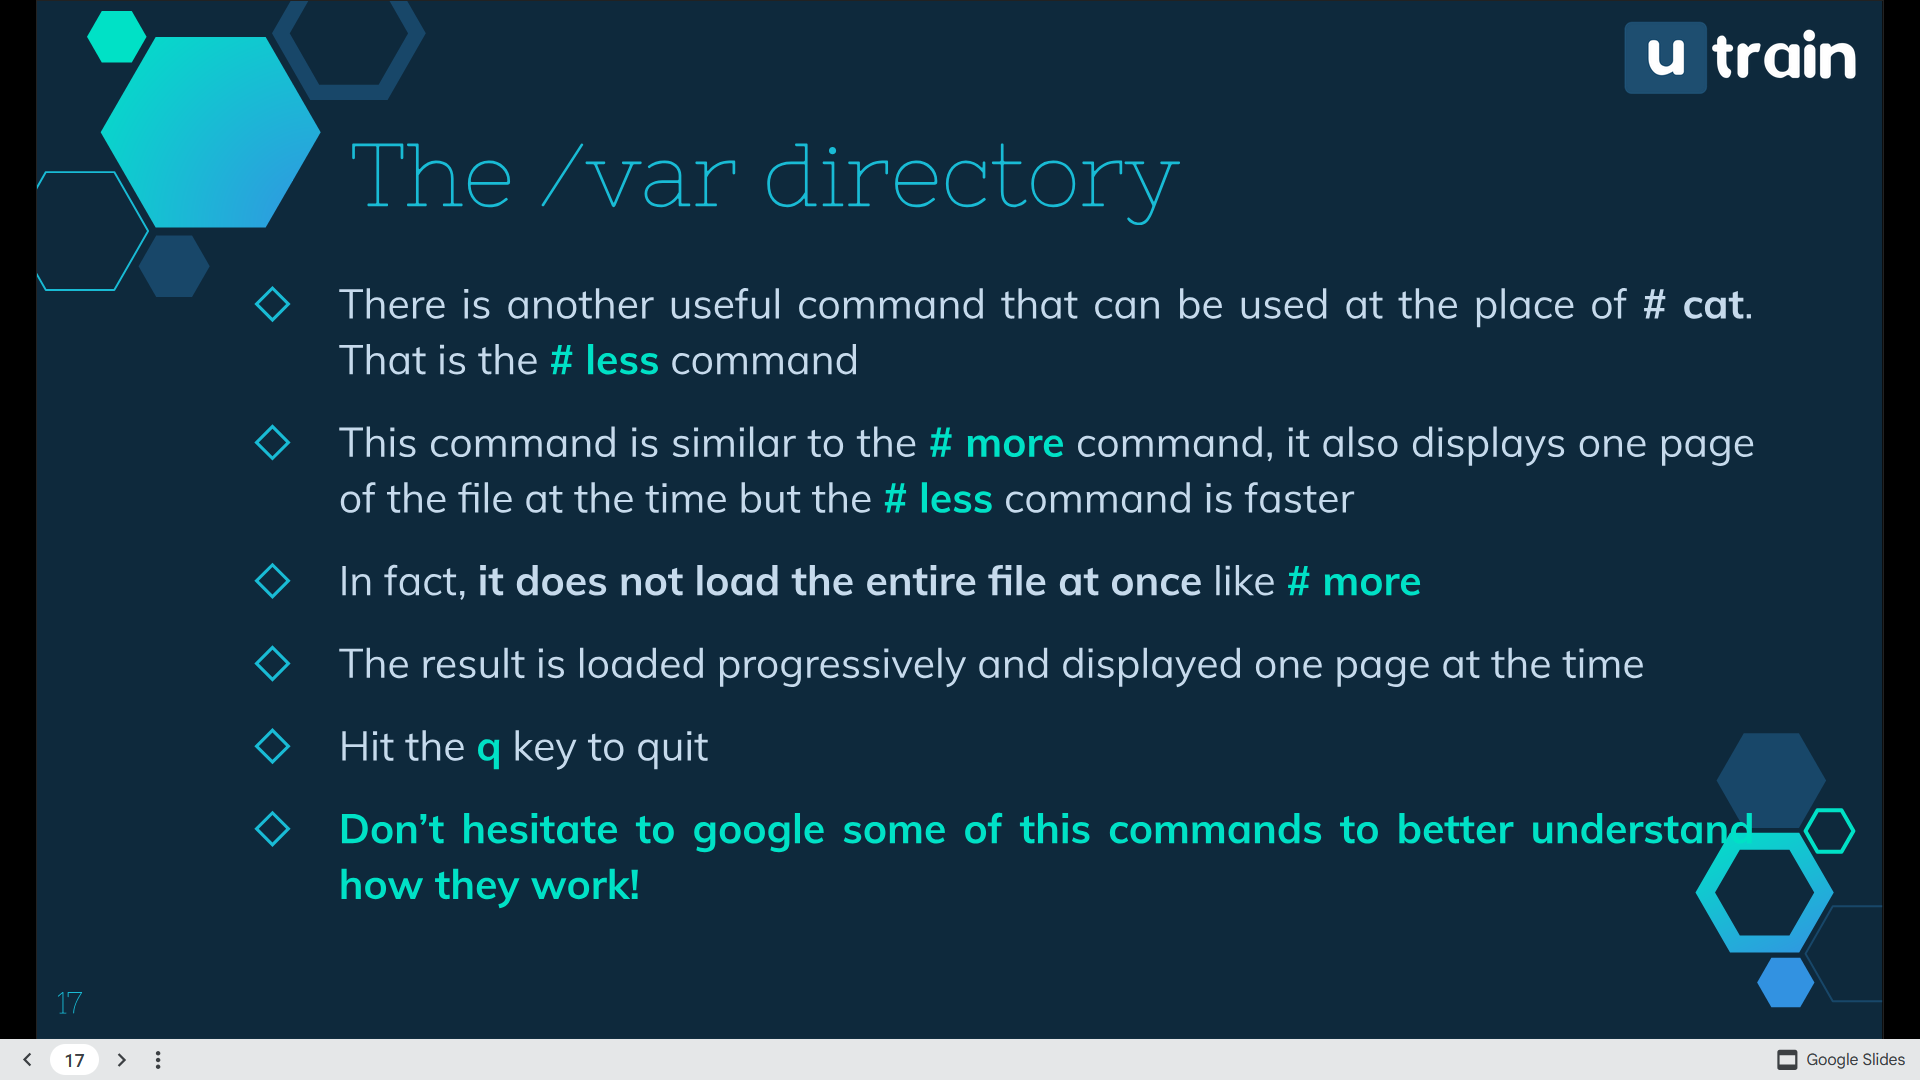 u train
The /var directory
There is another useful command that can be used at the place of # cat.
That is the # less command
This command is similar to the # more command, it also displays one page
of the file at the time but the # less command is faster
In fact, it does not load the entire file at once like # more
The result is loaded progressively and displayed one page at the time
Hit the q key to quit
Don’t hesitate to google some of this commands to better understand
how they work!
17
17
Google Slides